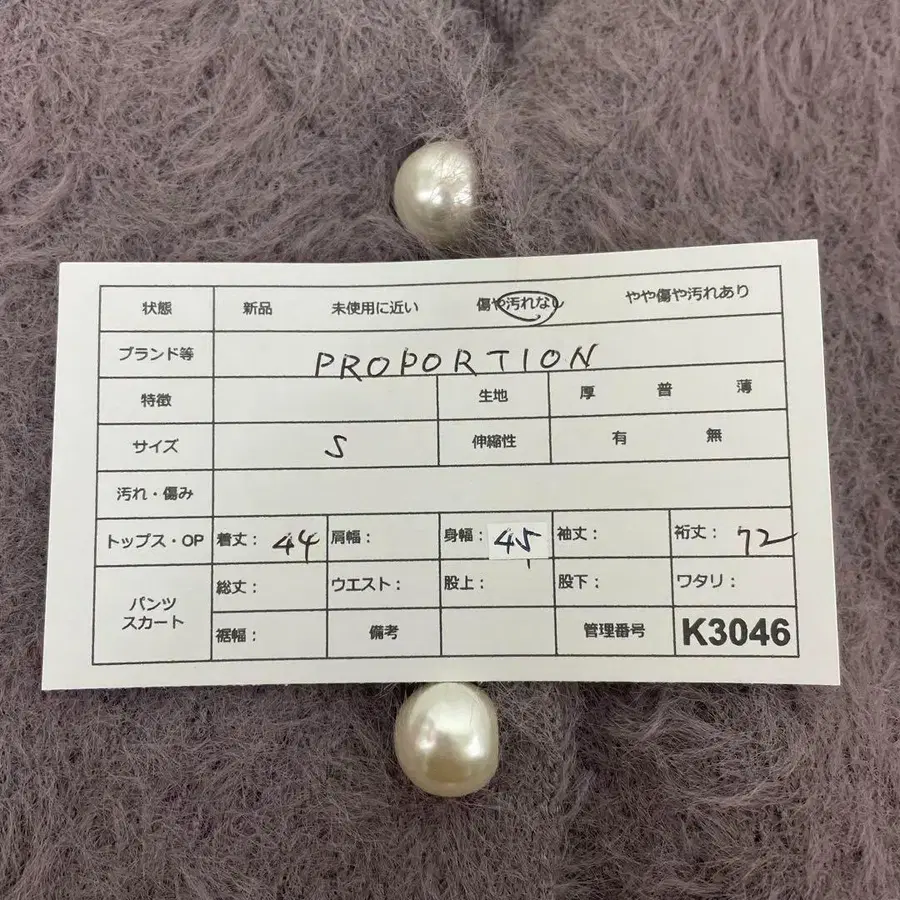 状態 新品 未使用に近い 傷や汚れなし やや傷や汚れあり
ブランド等 PROPORTION
特徴 生地 厚 普 薄
サイズ S 伸縮性 有 無
汚れ・傷み
トップス・OP 着丈： 44 肩幅： 身幅： 45 袖丈： 裄丈： 72
パンツ スカート 総丈： ウエスト： 股上： 股下： ワタリ：
裾幅： 備考 管理番号 K3046